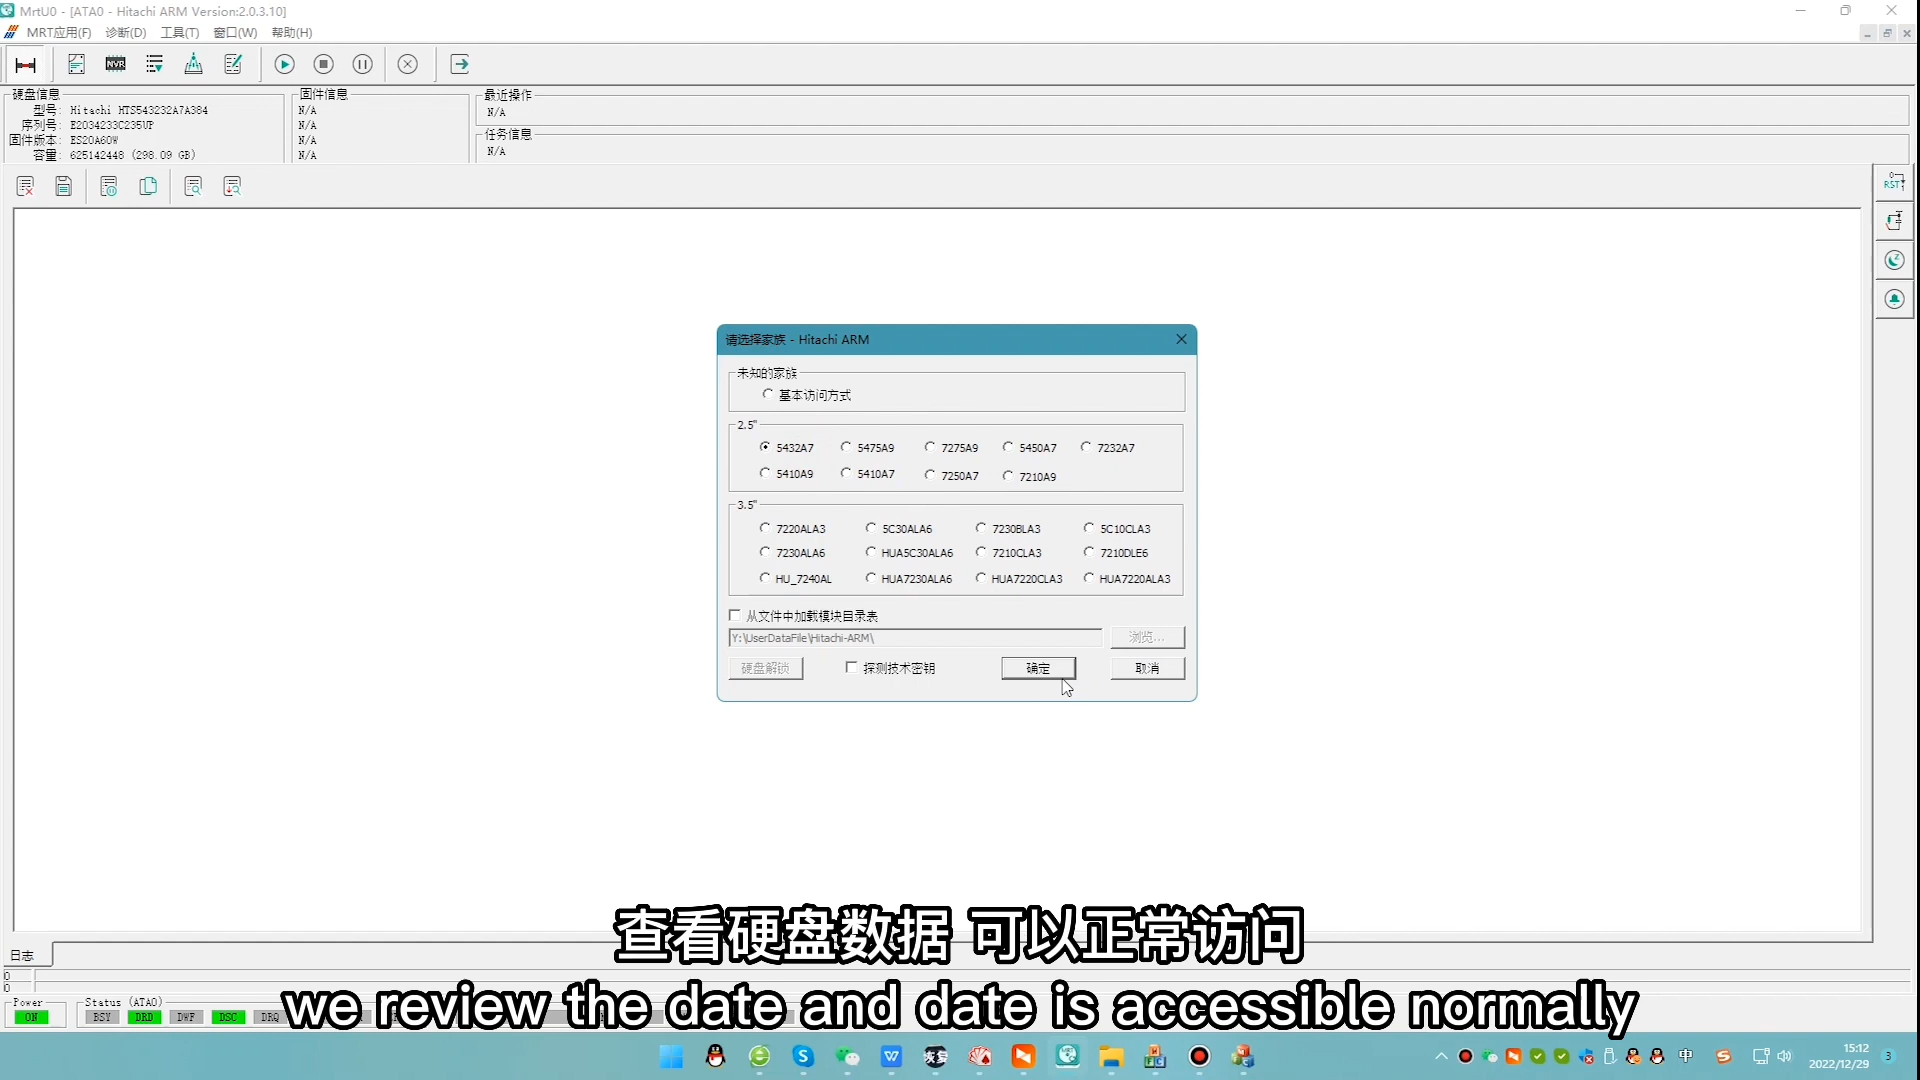 MrtU0 - [ATA0 - Hitachi ARM Version:2.0.3.10]
MRT应用(F) 诊断(D) 工具(T) 窗口(W) 帮助(H)
NVR
硬盘信息
型号: Hitachi HTS543232A7A384
序列号: E2034233C235UP
固件版本: ES2OA60W
容量: 625142448 (298.09 GB)
固件信息
N/A
N/A
N/A
N/A
最近操作
N/A
任务信息
N/A
RST
请选择家族 - Hitachi ARM
未知的家族
基本访问方式
2.5"
5432A7 5475A9 7275A9 5450A7 7232A7
5410A9 5410A7 7250A7 7210A9
3.5"
7220ALA3 5C30ALA6 7230BLA3 5C10CLA3
7230ALA6 HUA5C30ALA6 7210CLA3 7210DLE6
HU_7240AL HUA7230ALA6 HUA7220CLA3 HUA7220ALA3
从文件中加载模块目录表
Y:\UserDataFile\Hitachi-ARM\ 浏览...
硬盘解锁 探测技术密钥 确定 取消
查看硬盘数据 可以正常访问
日志
0
0
we review the date and date is accessible normally
Power
ON
Status (ATA0)
BSY DRD DWF DSC DRQ
恢复
中
15:12
2022/12/29
3